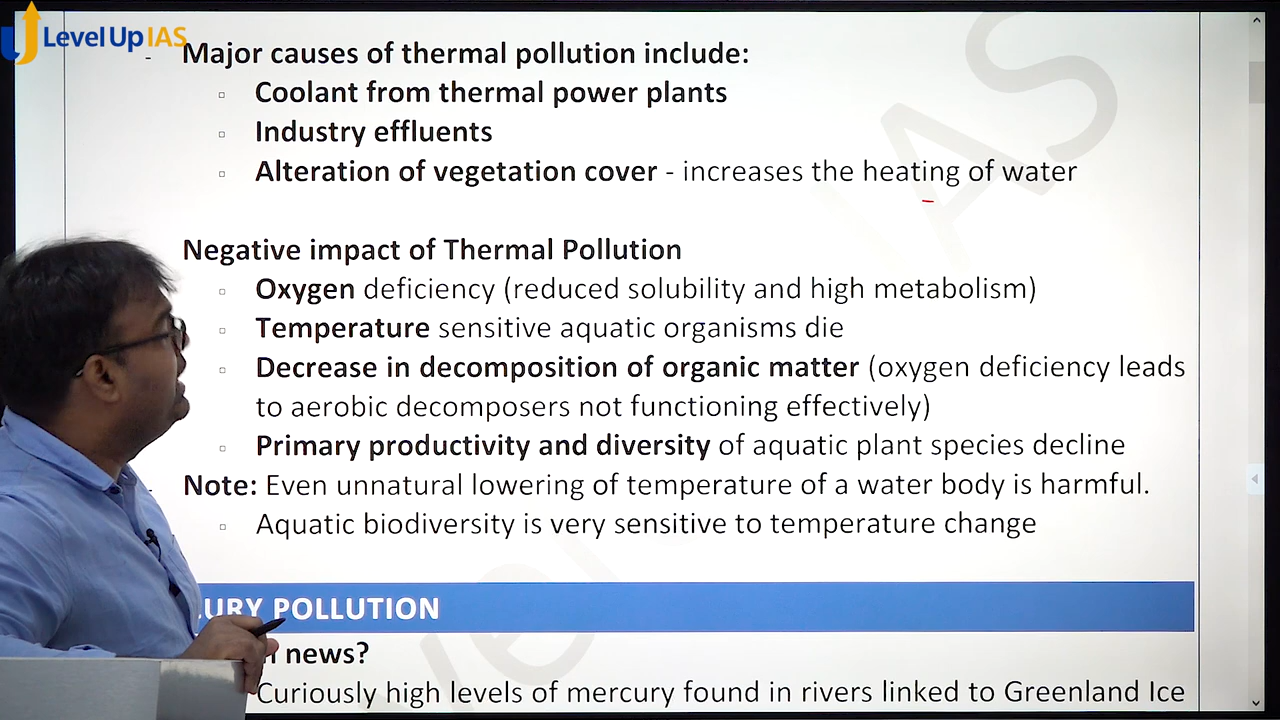 Level Up IAS
- Major causes of thermal pollution include:
Coolant from thermal power plants
Industry effluents
Alteration of vegetation cover - increases the heating of water
Negative impact of Thermal Pollution
Oxygen deficiency (reduced solubility and high metabolism)
Temperature sensitive aquatic organisms die
Decrease in decomposition of organic matter (oxygen deficiency leads
to aerobic decomposers not functioning effectively)
Primary productivity and diversity of aquatic plant species decline
- Note: Even unnatural lowering of temperature of a water body is harmful.
Aquatic biodiversity is very sensitive to temperature change
POLLUTION
news?
Curiously high levels of mercury found in rivers linked to Greenland Ice